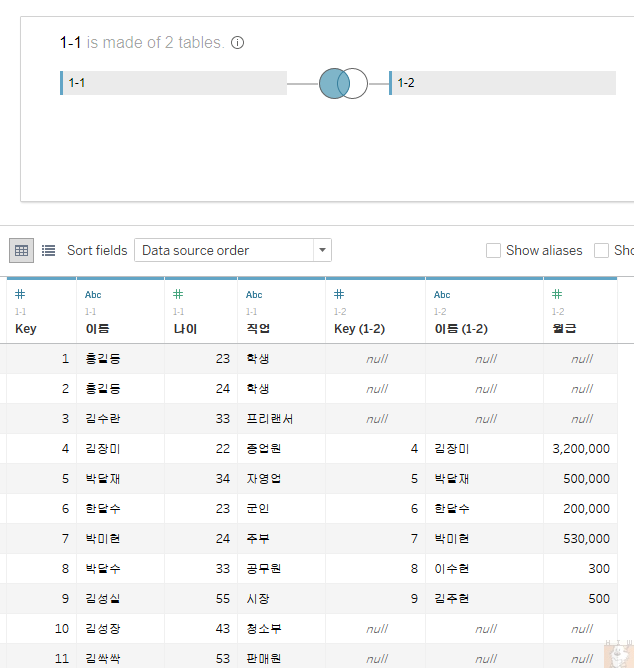 1-1 is made of 2 tables.
1-1 1-2
Sort fields Data source order Show aliases Sho
# Abc # Abc # Abc #
1-1 1-1 1-1 1-1 1-2 1-2 1-2
Key 이름 나이 직업 Key (1-2) 이름 (1-2) 월급
1 홍길동 23 학생 null null null
2 홍길동 24 학생 null null null
3 김수란 33 프리랜서 null null null
4 김장미 22 종업원 4 김장미 3,200,000
5 박달재 34 자영업 5 박달재 500,000
6 한달수 23 군인 6 한달수 200,000
7 박미현 24 주부 7 박미현 530,000
8 박달수 33 공무원 8 이수현 300
9 김성실 55 시장 9 김주현 500
10 김성장 43 청소부 null null null
11 김싹싹 53 판매원 null null null